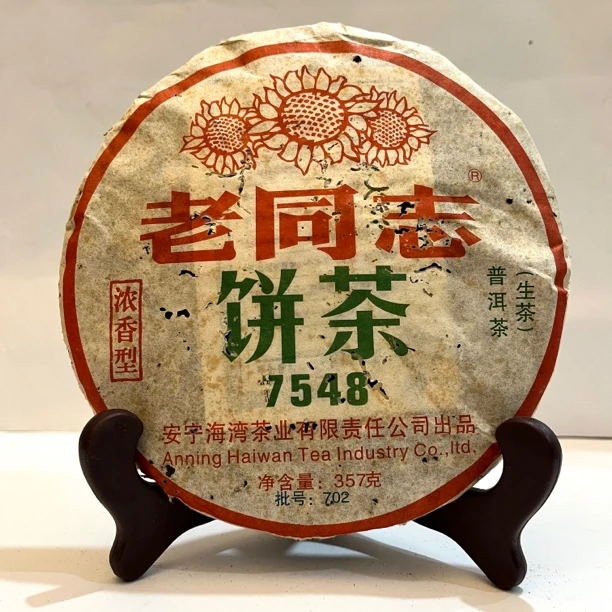 ®
老同志
饼茶
浓香型
普洱茶
(生茶)
7548
安宁海湾茶业有限责任公司出品
Anning Haiwan Tea Industry Co.,ltd.
净含量：357克
批号：702